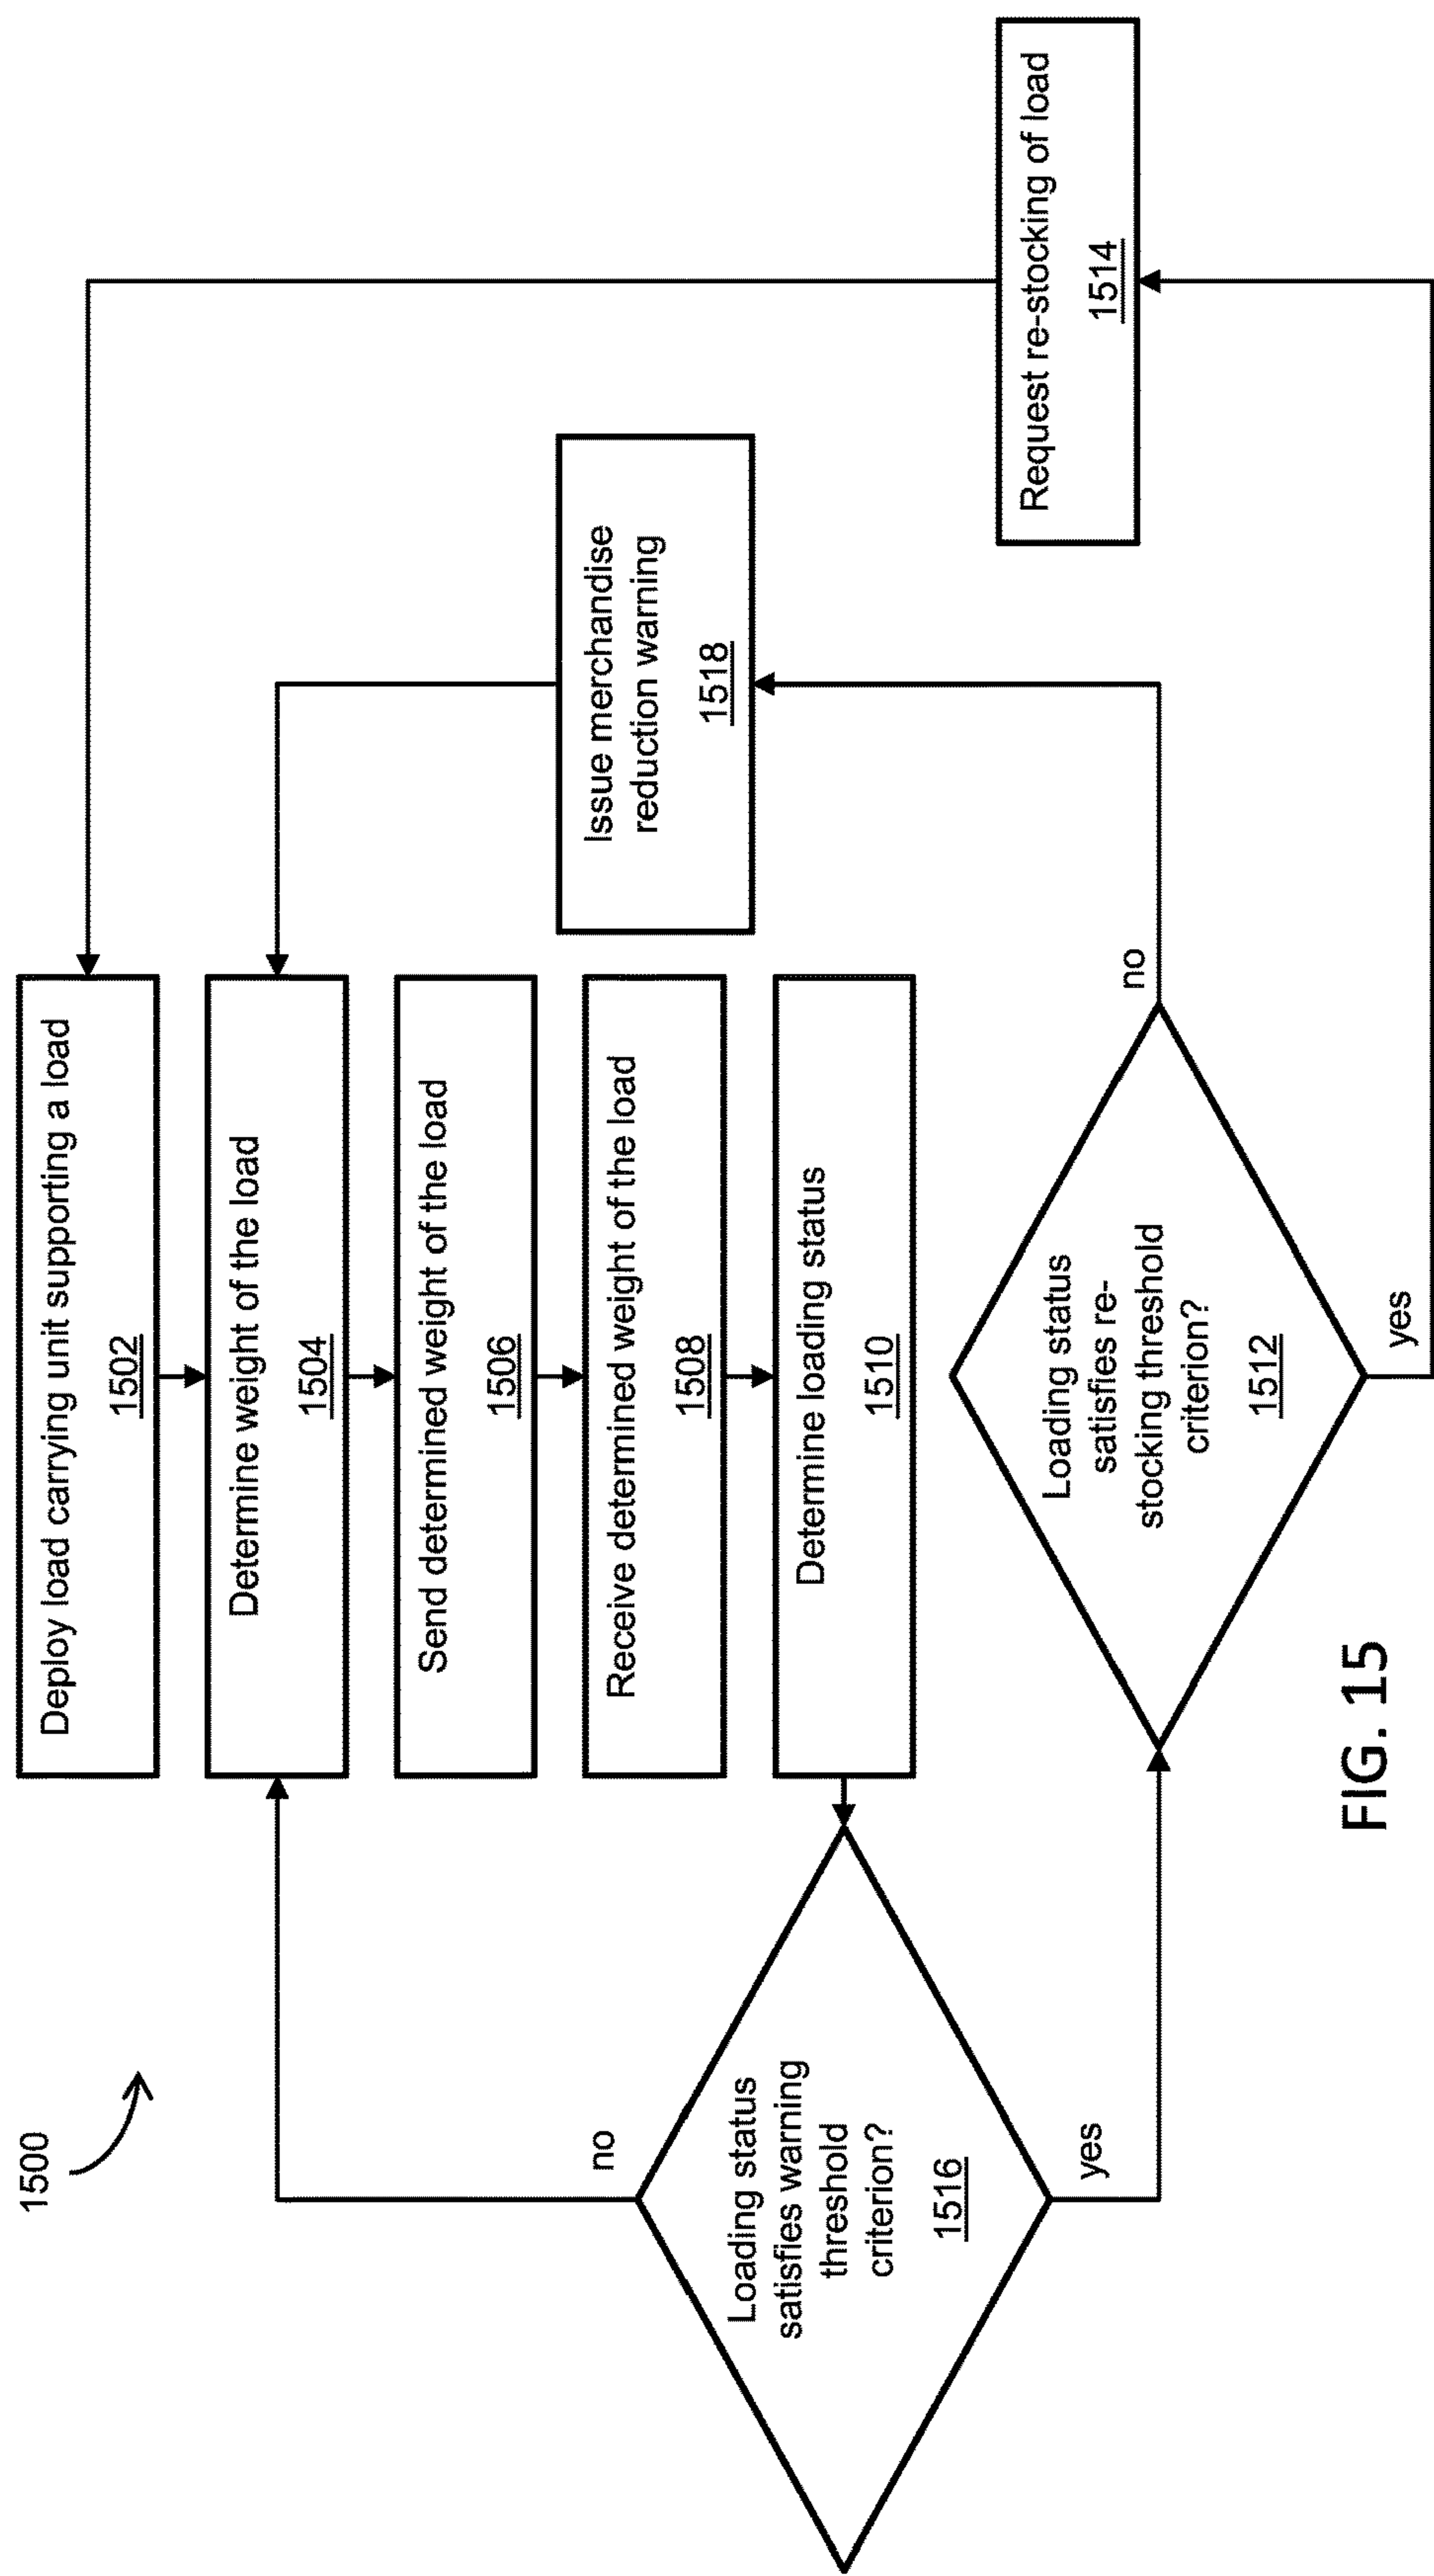 1500
Deploy load carrying unit supporting a load
1502
Determine weight of the load
1504
Send determined weight of the load
1506
Receive determined weight of the load
1508
Determine loading status
1510
Loading status
satisfies warning
threshold
criterion?
1516
no
yes
Loading status
satisfies re-
stocking threshold
criterion?
1512
no
yes
Issue merchandise
reduction warning
1518
Request re-stocking of load
1514
FIG. 15